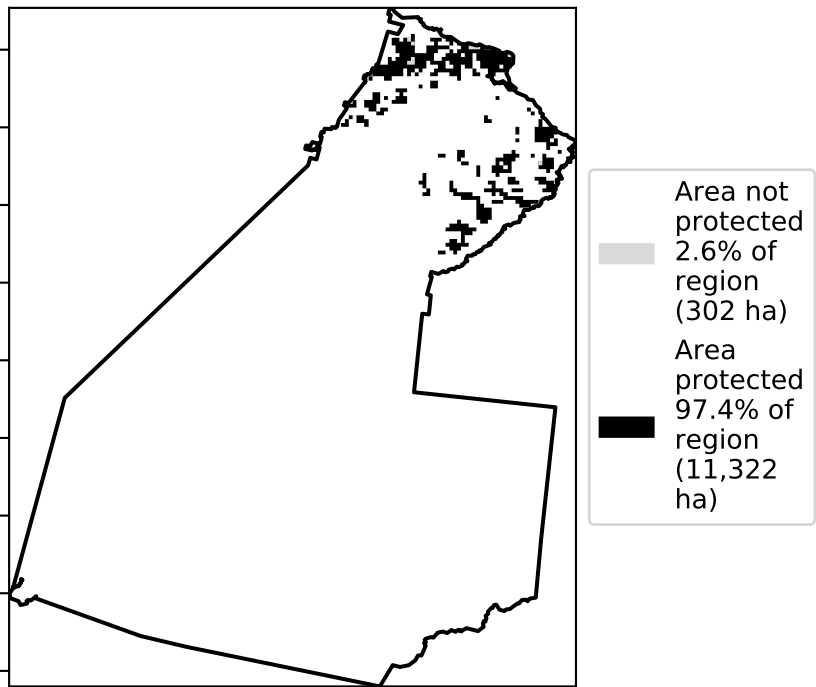 Area not
protected
2.6% of
region
(302 ha)
Area
protected
97.4% of
region
(11,322
ha)